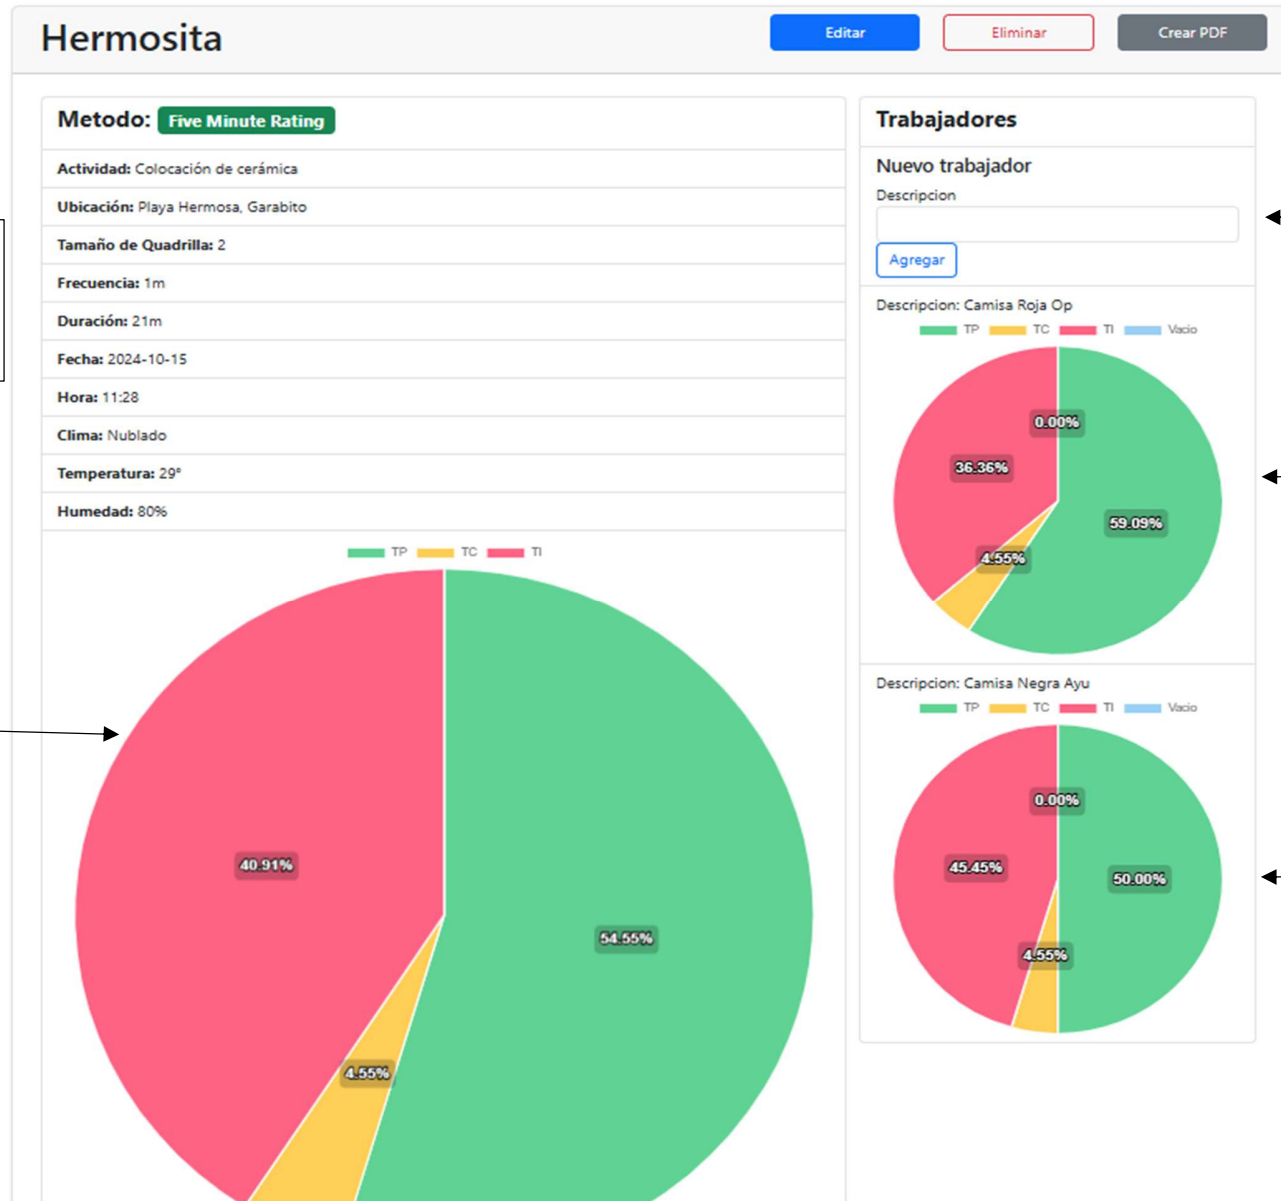 Hermosita
Editar
Eliminar
Crear PDF
Metodo: Five Minute Rating
Actividad: Colocación de cerámica
Ubicación: Playa Hermosa, Garabito
Tamaño de Quadrilla: 2
Frecuencia: 1m
Duración: 21m
Fecha: 2024-10-15
Hora: 11:28
Clima: Nublado
Temperatura: 29°
Humedad: 80%
TP TC TI
40.91%
54.55%
4.55%
Trabajadores
Nuevo trabajador
Descripcion
Agregar
Descripcion: Camisa Roja Op
TP TC TI Vacio
0.00%
36.36%
59.09%
4.55%
Descripcion: Camisa Negra Ayu
TP TC TI Vacio
0.00%
45.45%
50.00%
4.55%